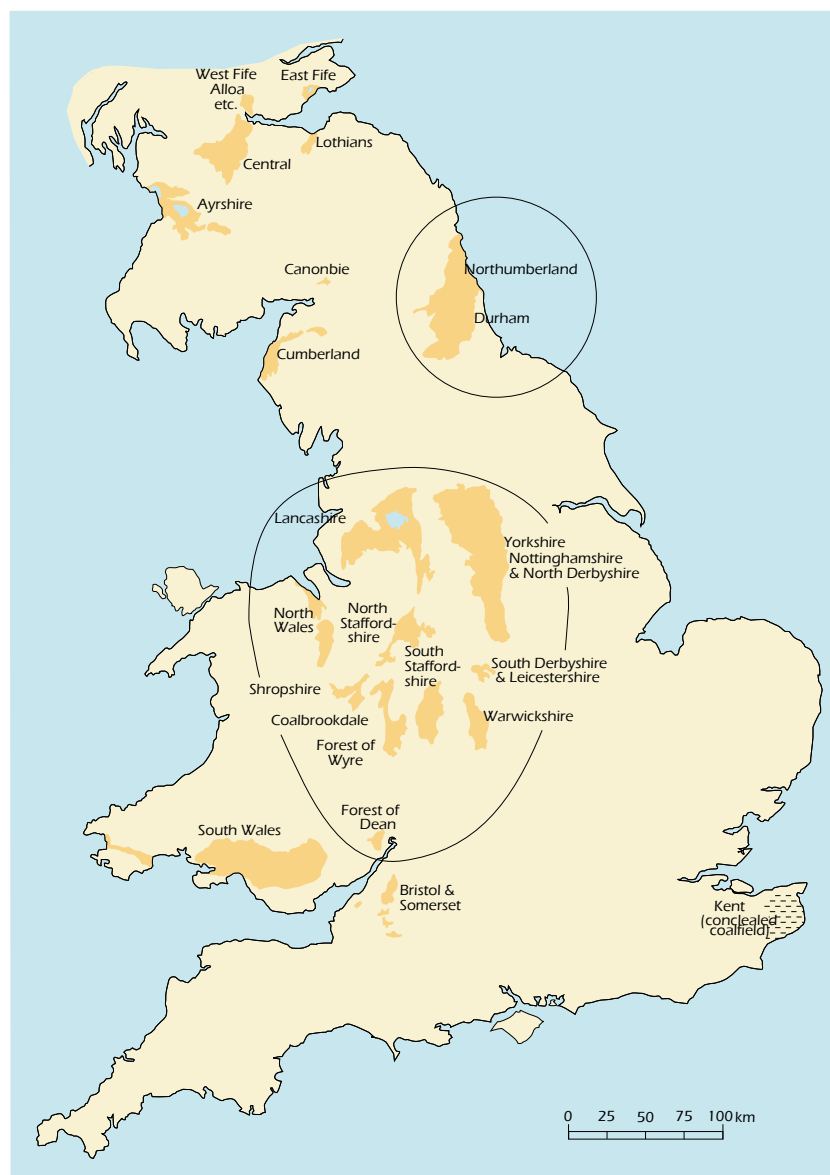 West Fife
Alloa
etc.
East Fife
Lothians
Central
Ayrshire
Canonbie
Northumberland
Durham
Cumberland
Lancashire
Yorkshire
Nottinghamshire
& North Derbyshire
North
Wales
North
Stafford-
shire
South
Stafford-
shire
South Derbyshire
& Leicestershire
Shropshire
Coalbrookdale
Warwickshire
Forest of
Wyre
Forest of
Dean
South Wales
Bristol &
Somerset
Kent
(conclealed
coalfield)
0 25 50 75 100 km